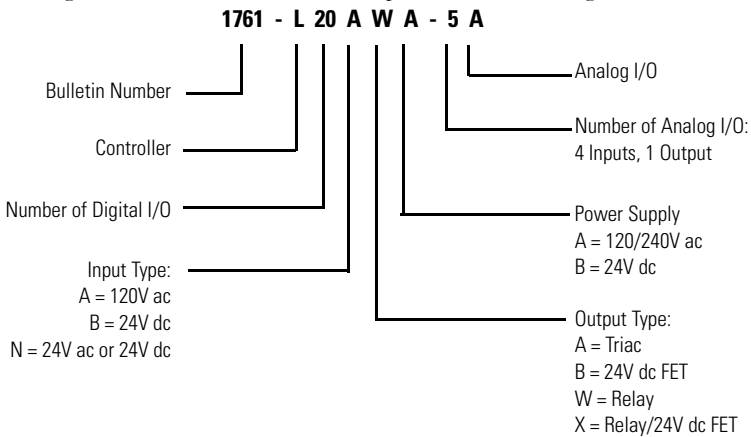 1761 - L 20 A W A - 5 A
Bulletin Number
Controller
Number of Digital I/O
Input Type:
A = 120V ac
B = 24V dc
N = 24V ac or 24V dc
Analog I/O
Number of Analog I/O:
4 Inputs, 1 Output
Power Supply
A = 120/240V ac
B = 24V dc
Output Type:
A = Triac
B = 24V dc FET
W = Relay
X = Relay/24V dc FET